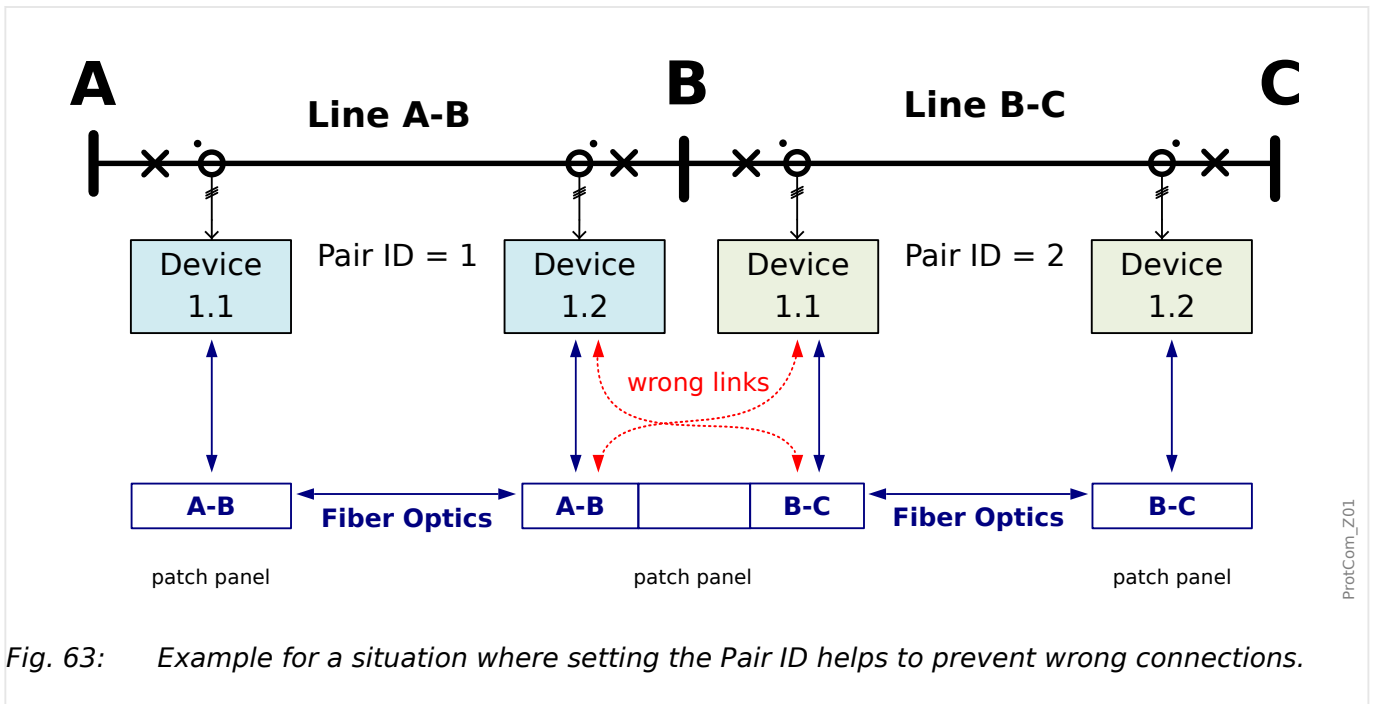 A
B
C
Line A-B
Line B-C
Device
1.1
Pair ID = 1
Device
1.2
Device
1.1
Pair ID = 2
Device
1.2
wrong links
A-B
Fiber Optics
A-B
B-C
Fiber Optics
B-C
patch panel
patch panel
patch panel
ProtCom_Z01
Fig. 63: Example for a situation where setting the Pair ID helps to prevent wrong connections.